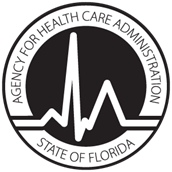 AGENCY FOR HEALTH CARE ADMINISTRATION
STATE OF FLORIDA